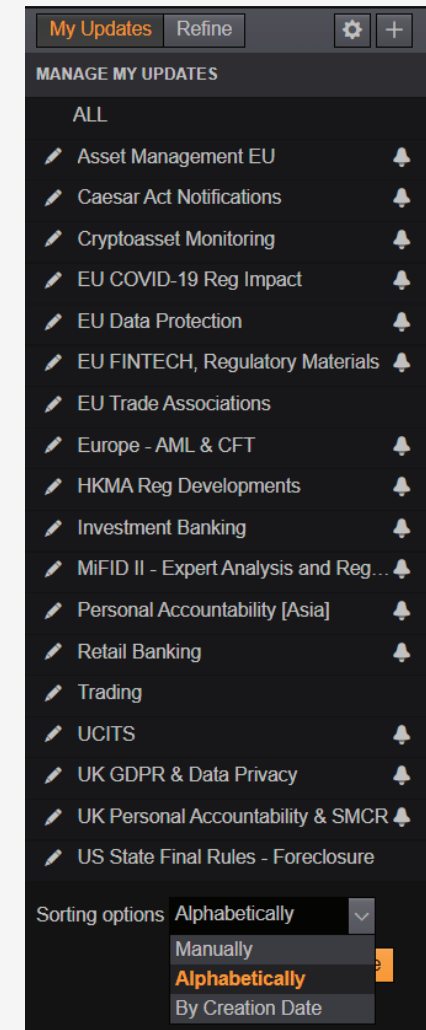 My Updates Refine
MANAGE MY UPDATES
ALL
Asset Management EU
Caesar Act Notifications
Cryptoasset Monitoring
EU COVID-19 Reg Impact
EU Data Protection
EU FINTECH, Regulatory Materials
EU Trade Associations
Europe - AML & CFT
HKMA Reg Developments
Investment Banking
MiFID II - Expert Analysis and Reg...
Personal Accountability [Asia]
Retail Banking
Trading
UCITS
UK GDPR & Data Privacy
UK Personal Accountability & SMCR
US State Final Rules - Foreclosure
Sorting options Alphabetically
Manually
Alphabetically
By Creation Date